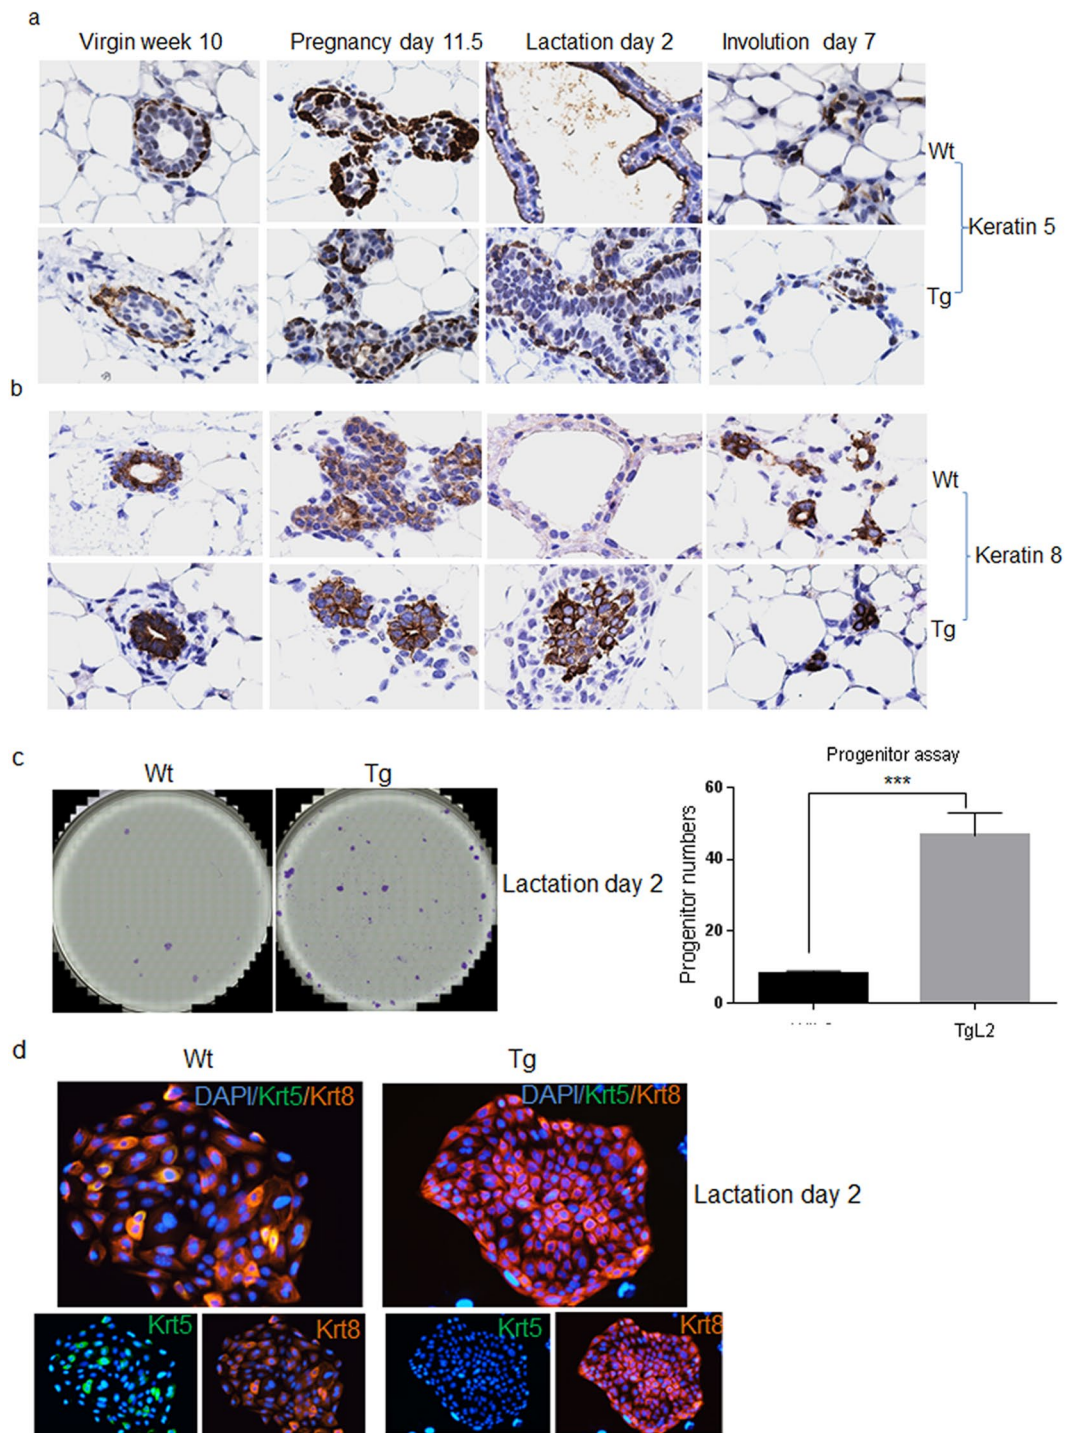 a
Virgin week 10
Pregnancy day 11.5
Lactation day 2
Involution day 7
Wt
Keratin 5
Tg
b
Wt
Keratin 8
Tg
c
Wt
Tg
Lactation day 2
Progenitor assay
***
Progenitor numbers
60
40
20
0
TgL2
d
Wt
Tg
DAPI/Krt5/Krt8
DAPI/Krt5/Krt8
Lactation day 2
Krt5
Krt8
Krt5
Krt8